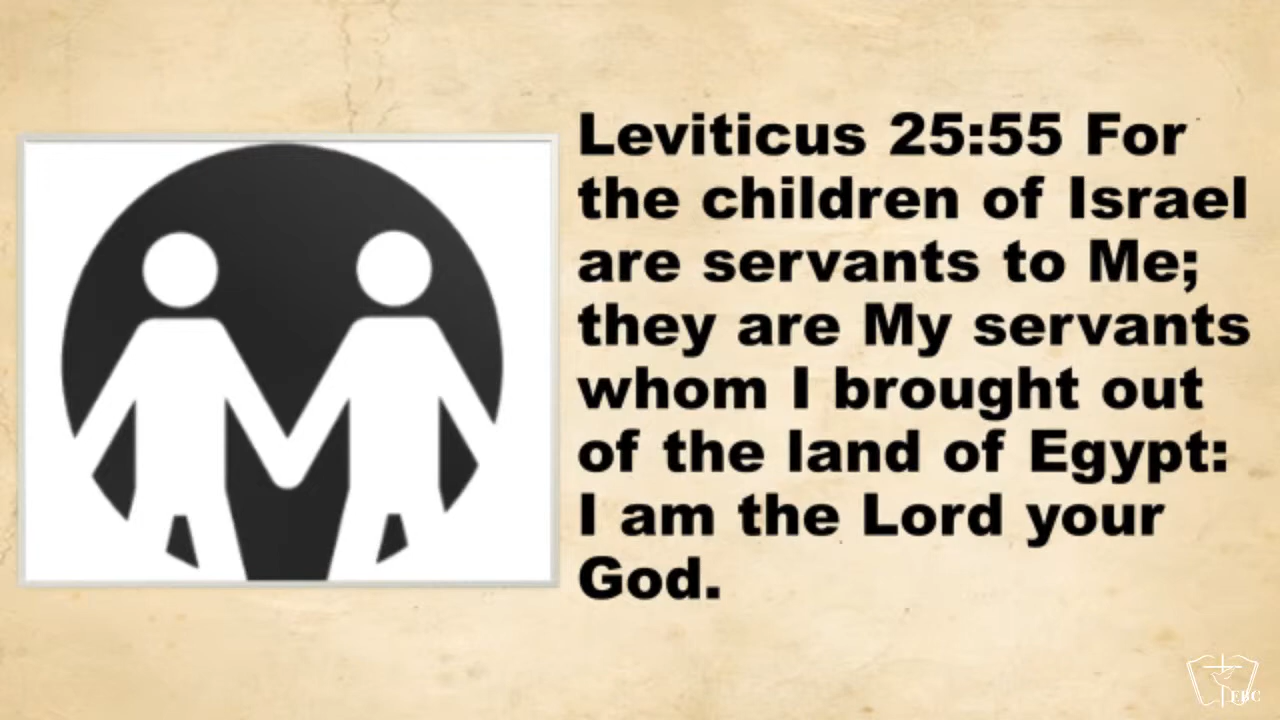 Leviticus 25:55 For
the children of Israel
are servants to Me;
they are My servants
whom I brought out
of the land of Egypt:
I am the Lord your
God.